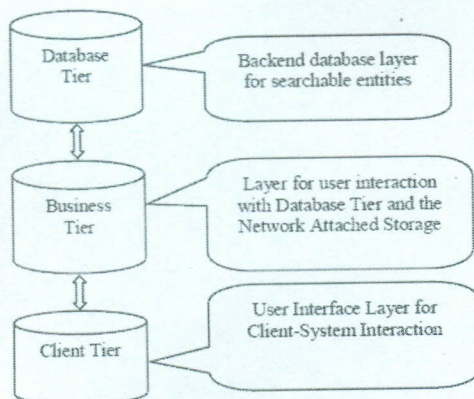 Database
Tier
Backend database layer
for searchable entities
Business
Tier
Layer for user interaction
with Database Tier and the
Network Attached Storage
Client Tier
User Interface Layer for
Client-System Interaction